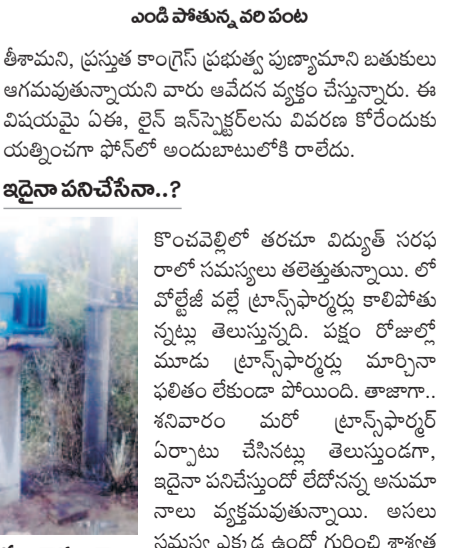 ఎండి పోతున్న వరి పంట
తీశామని, ప్రస్తుత కాంగ్రెస్ ప్రభుత్వ పుణ్యామాని బతుకులు
ఆగమవుతున్నాయని వారు ఆవేదన వ్యక్తం చేస్తున్నారు. ఈ
విషయమై ఏఈ, లైన్ ఇన్‌స్పెక్టర్‌లను వివరణ కోరేందుకు
యత్నించగా ఫోన్‌లో అందుబాటులోకి రాలేదు.
ఇదైనా పనిచేసేనా..?
కొంచవెల్లిలో తరచూ విద్యుత్ సరఫ
రాలో సమస్యలు తలెత్తుతున్నాయి. లో
వోల్టేజీ వల్లే ట్రాన్స్‌ఫార్మర్లు కాలిపోతు
న్నట్లు తెలుస్తున్నది. పక్షం రోజుల్లో
మూడు ట్రాన్స్‌ఫార్మర్లు మార్చినా
ఫలితం లేకుండా పోయింది. తాజాగా..
శనివారం మరో ట్రాన్స్‌ఫార్మర్
ఏర్పాటు చేసినట్లు తెలుస్తుండగా,
ఇదైనా పనిచేస్తుందో లేదోనన్న అనుమా
నాలు వ్యక్తమవుతున్నాయి. అసలు
సమస్య ఎక్కడ ఉందో గుర్తించి శాశ్వత